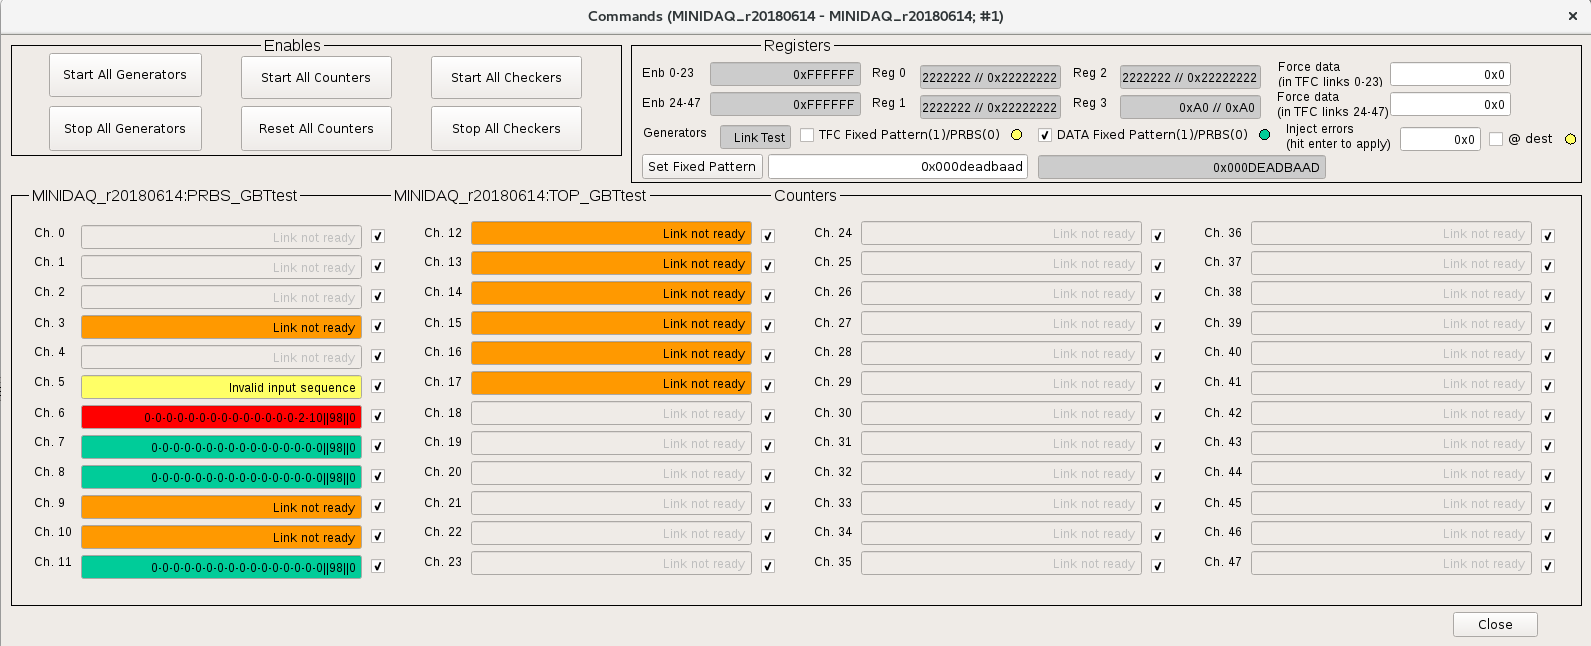 Commands (MINIDAQ_r20180614 - MINIDAQ_r20180614; #1)
Enables
Start All Generators
Start All Counters
Start All Checkers
Stop All Generators
Reset All Counters
Stop All Checkers
Registers
Enb 0-23 0xFFFFFF Reg 0 2222222 // 0x22222222 Reg 2 2222222 // 0x22222222 Force data (in TFC links 0-23) 0x0
Enb 24-47 0xFFFFFF Reg 1 2222222 // 0x22222222 Reg 3 0xA0 // 0xA0 Force data (in TFC links 24-47) 0x0
Generators Link Test TFC Fixed Pattern(1)/PRBS(0) DATA Fixed Pattern(1)/PRBS(0) Inject errors (hit enter to apply) 0x0 @ dest
Set Fixed Pattern 0x000deadbaad 0x000DEADBAAD
MINIDAQ_r20180614:PRBS_GBTtest MINIDAQ_r20180614:TOP_GBTtest Counters
Ch. 0 Link not ready Ch. 12 Link not ready Ch. 24 Link not ready Ch. 36 Link not ready
Ch. 1 Link not ready Ch. 13 Link not ready Ch. 25 Link not ready Ch. 37 Link not ready
Ch. 2 Link not ready Ch. 14 Link not ready Ch. 26 Link not ready Ch. 38 Link not ready
Ch. 3 Link not ready Ch. 15 Link not ready Ch. 27 Link not ready Ch. 39 Link not ready
Ch. 4 Link not ready Ch. 16 Link not ready Ch. 28 Link not ready Ch. 40 Link not ready
Ch. 5 Invalid input sequence Ch. 17 Link not ready Ch. 29 Link not ready Ch. 41 Link not ready
Ch. 6 0-0-0-0-0-0-0-0-0-0-0-0-0-0-2-10||98||0 Ch. 18 Link not ready Ch. 30 Link not ready Ch. 42 Link not ready
Ch. 7 0-0-0-0-0-0-0-0-0-0-0-0-0-0-0-0||98||0 Ch. 19 Link not ready Ch. 31 Link not ready Ch. 43 Link not ready
Ch. 8 0-0-0-0-0-0-0-0-0-0-0-0-0-0-0-0||98||0 Ch. 20 Link not ready Ch. 32 Link not ready Ch. 44 Link not ready
Ch. 9 Link not ready Ch. 21 Link not ready Ch. 33 Link not ready Ch. 45 Link not ready
Ch. 10 Link not ready Ch. 22 Link not ready Ch. 34 Link not ready Ch. 46 Link not ready
Ch. 11 0-0-0-0-0-0-0-0-0-0-0-0-0-0-0-0||98||0 Ch. 23 Link not ready Ch. 35 Link not ready Ch. 47 Link not ready
Close